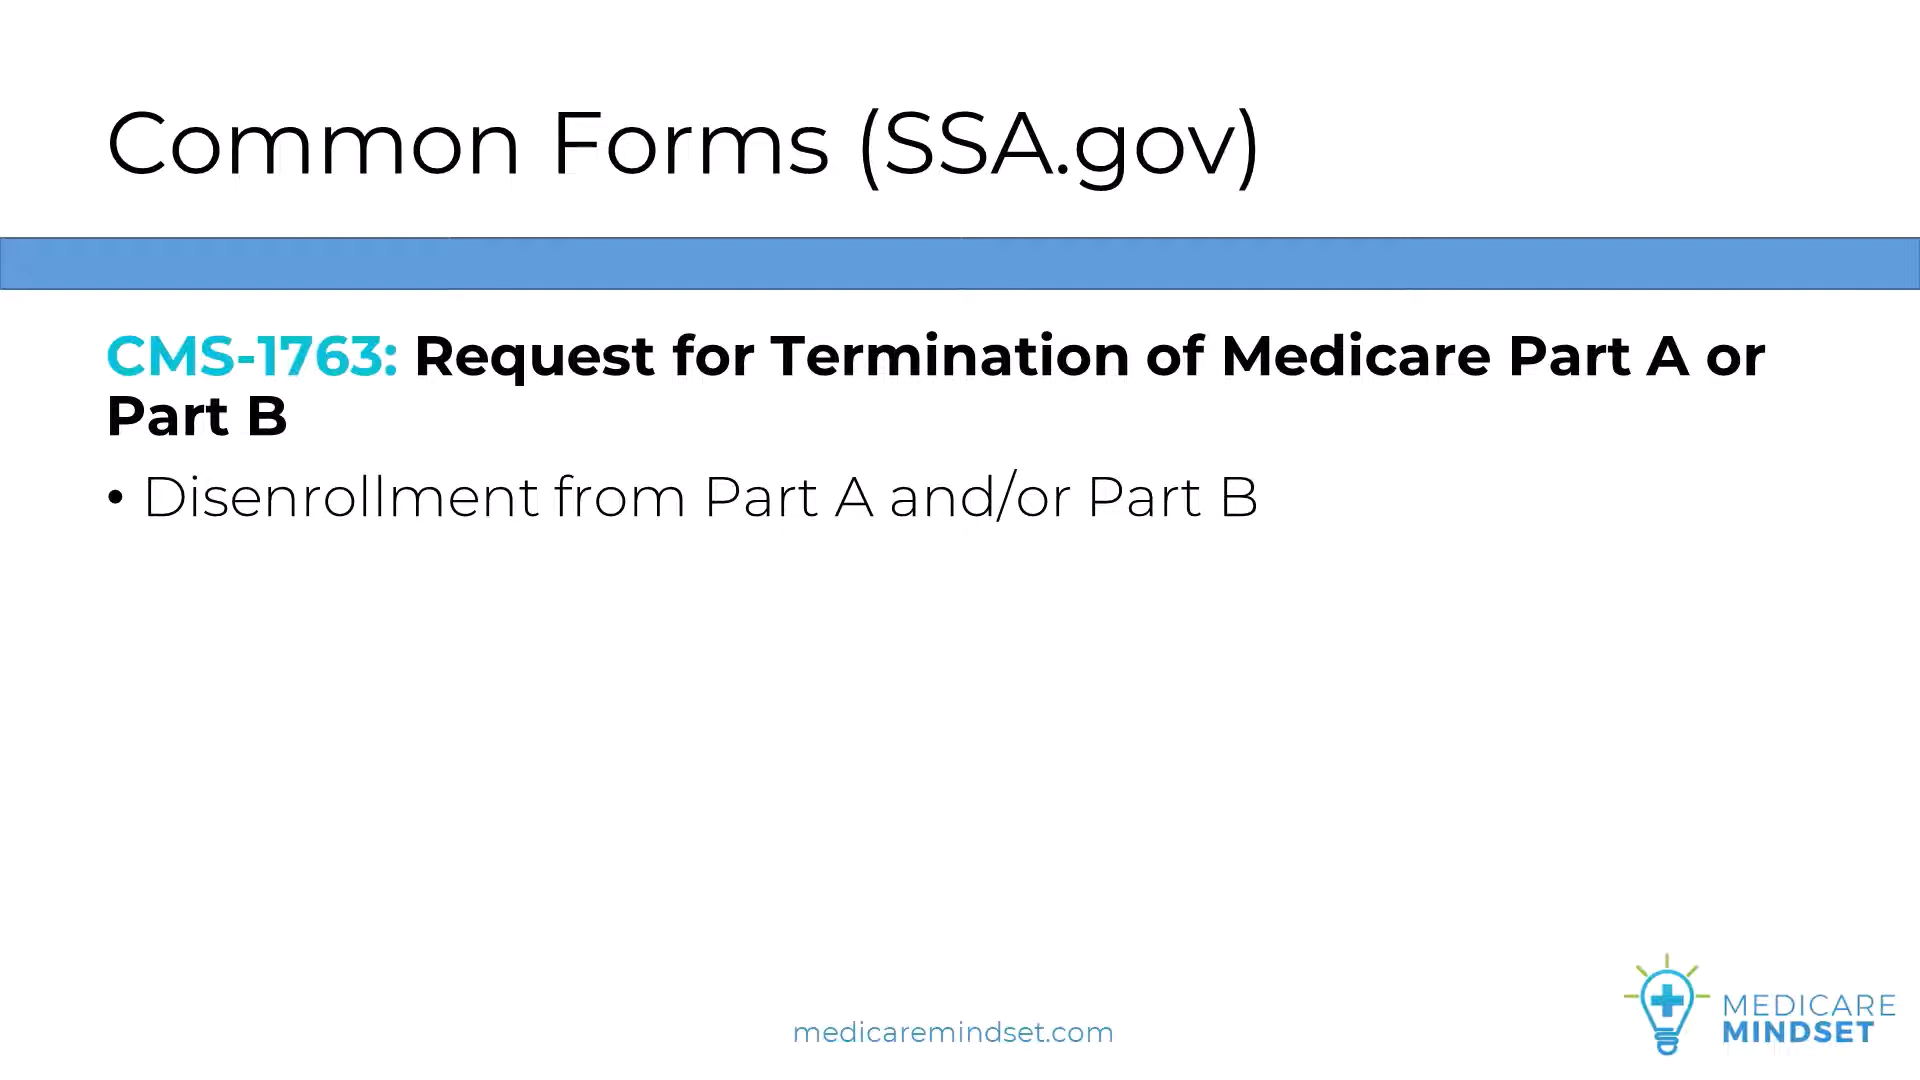 Common Forms (SSA.gov)
CMS-1763: Request for Termination of Medicare Part A or
Part B
• Disenrollment from Part A and/or Part B
medicaremindset.com
MEDICARE
MINDSET